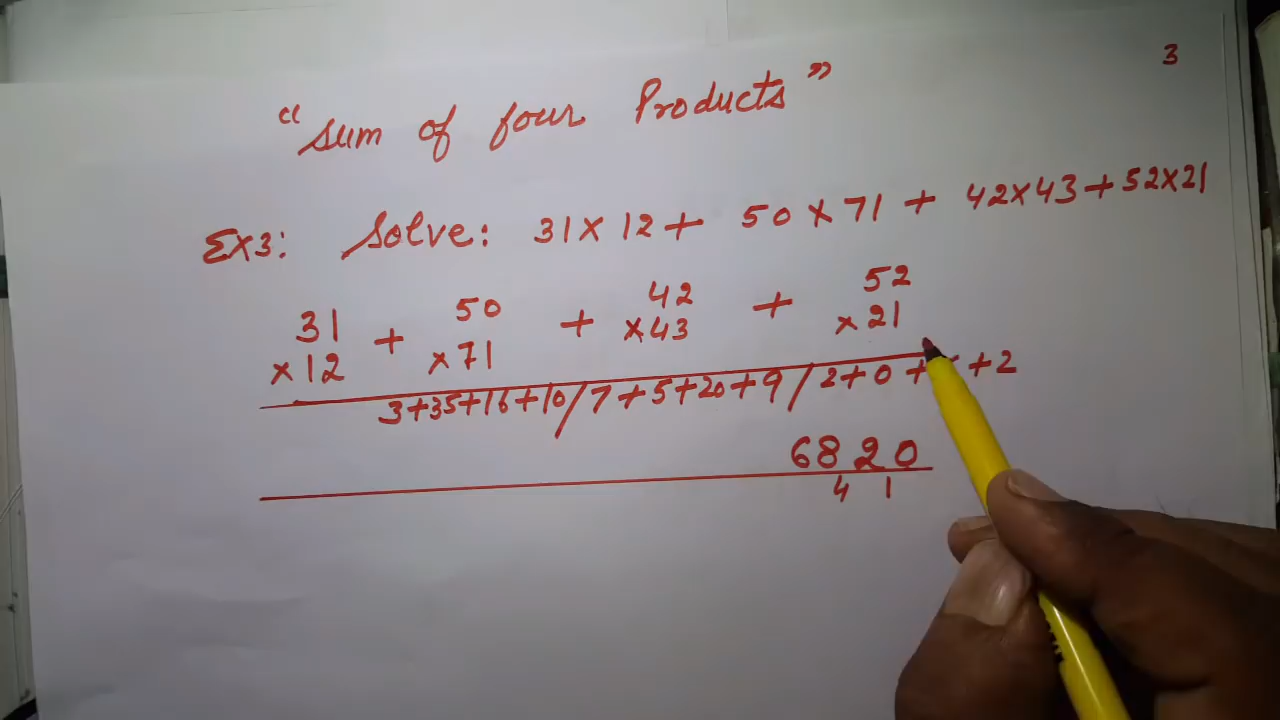 3
"Sum of four Products"
Ex3: Solve: 31×12+ 50×71 + 42×43+52×21
31 + 50 + 42 + 52
×12 ×71 ×43 ×21
3+35+16+10/7+5+20+9/2+0+ +2
6820
4 1